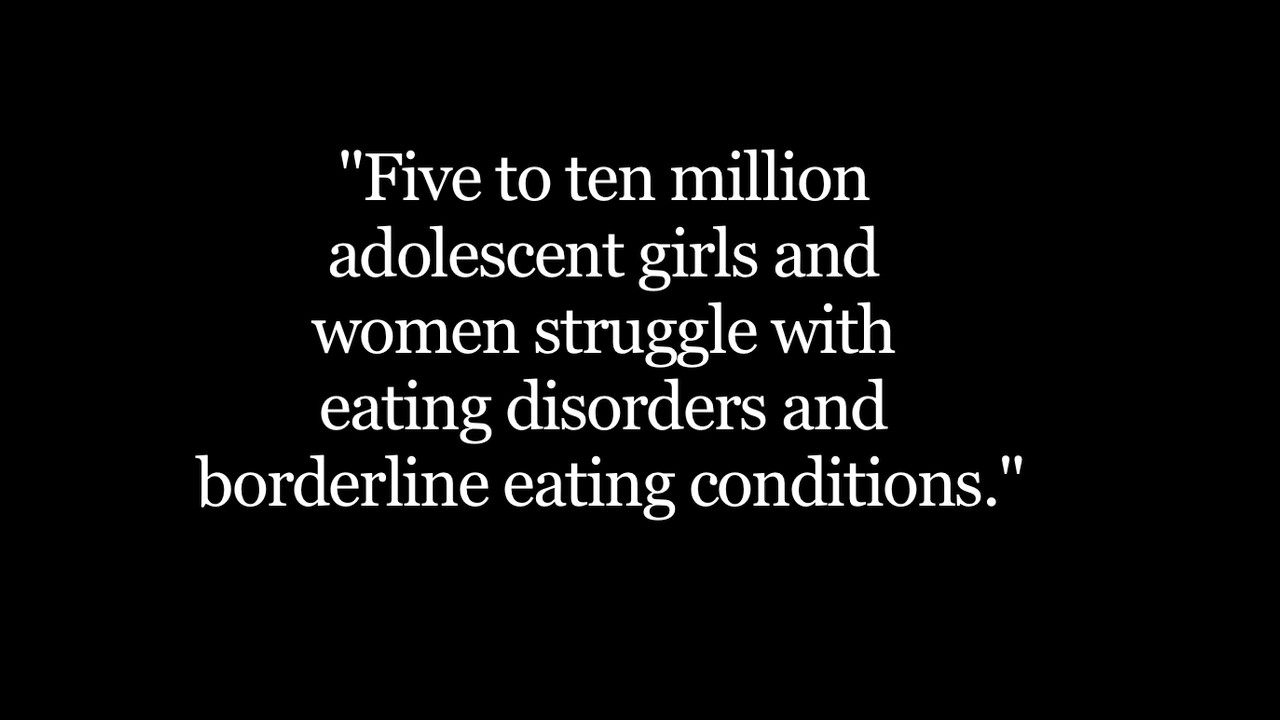 "Five to ten million
adolescent girls and
women struggle with
eating disorders and
borderline eating conditions."